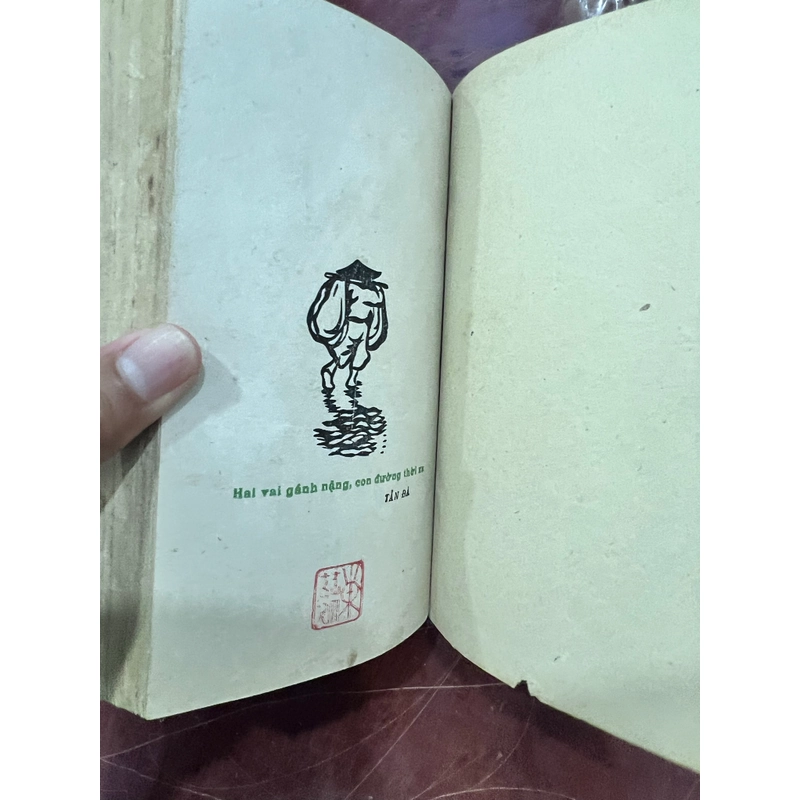 Hai vai gánh nặng, con đường thời xa
TẢN ĐÀ